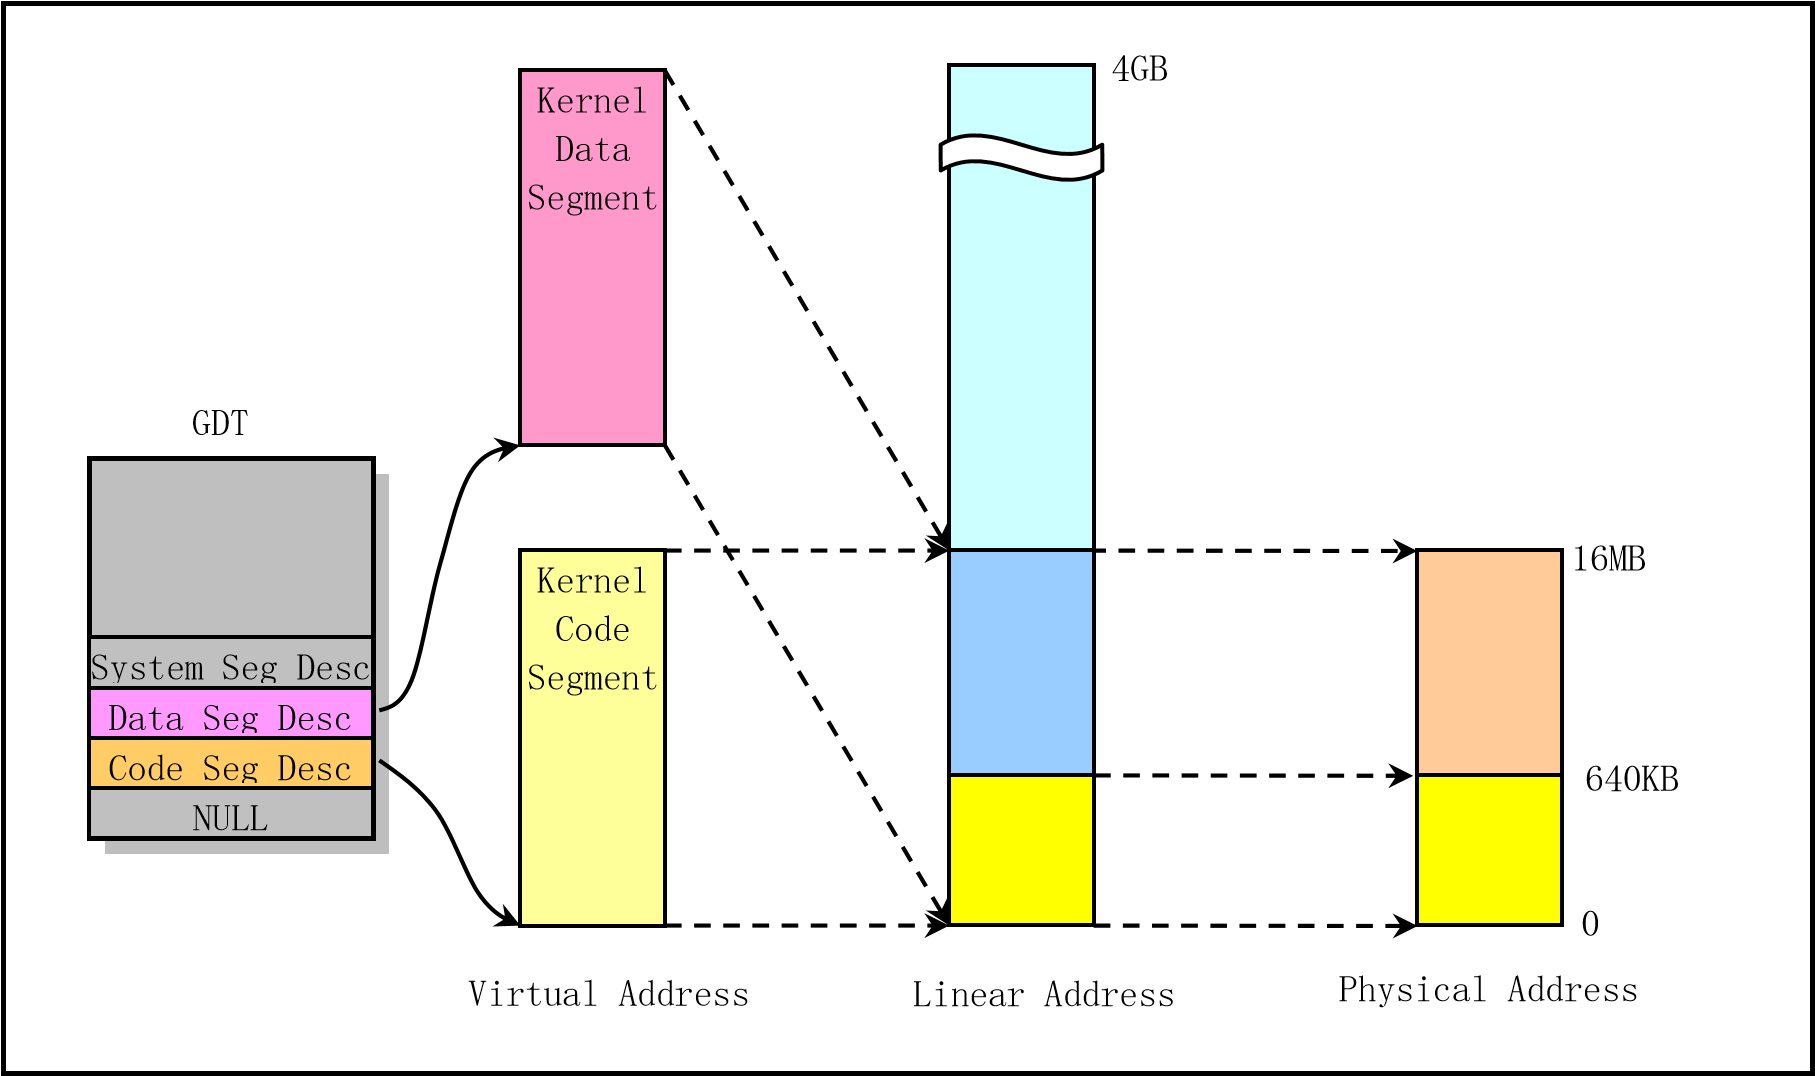 4GB
Kernel
Data
Segment
GDT
16MB
Kernel
Code
Segment
System Seg Desc
Data Seg Desc
Code Seg Desc
NULL
640KB
0
Virtual Address
Linear Address
Physical Address